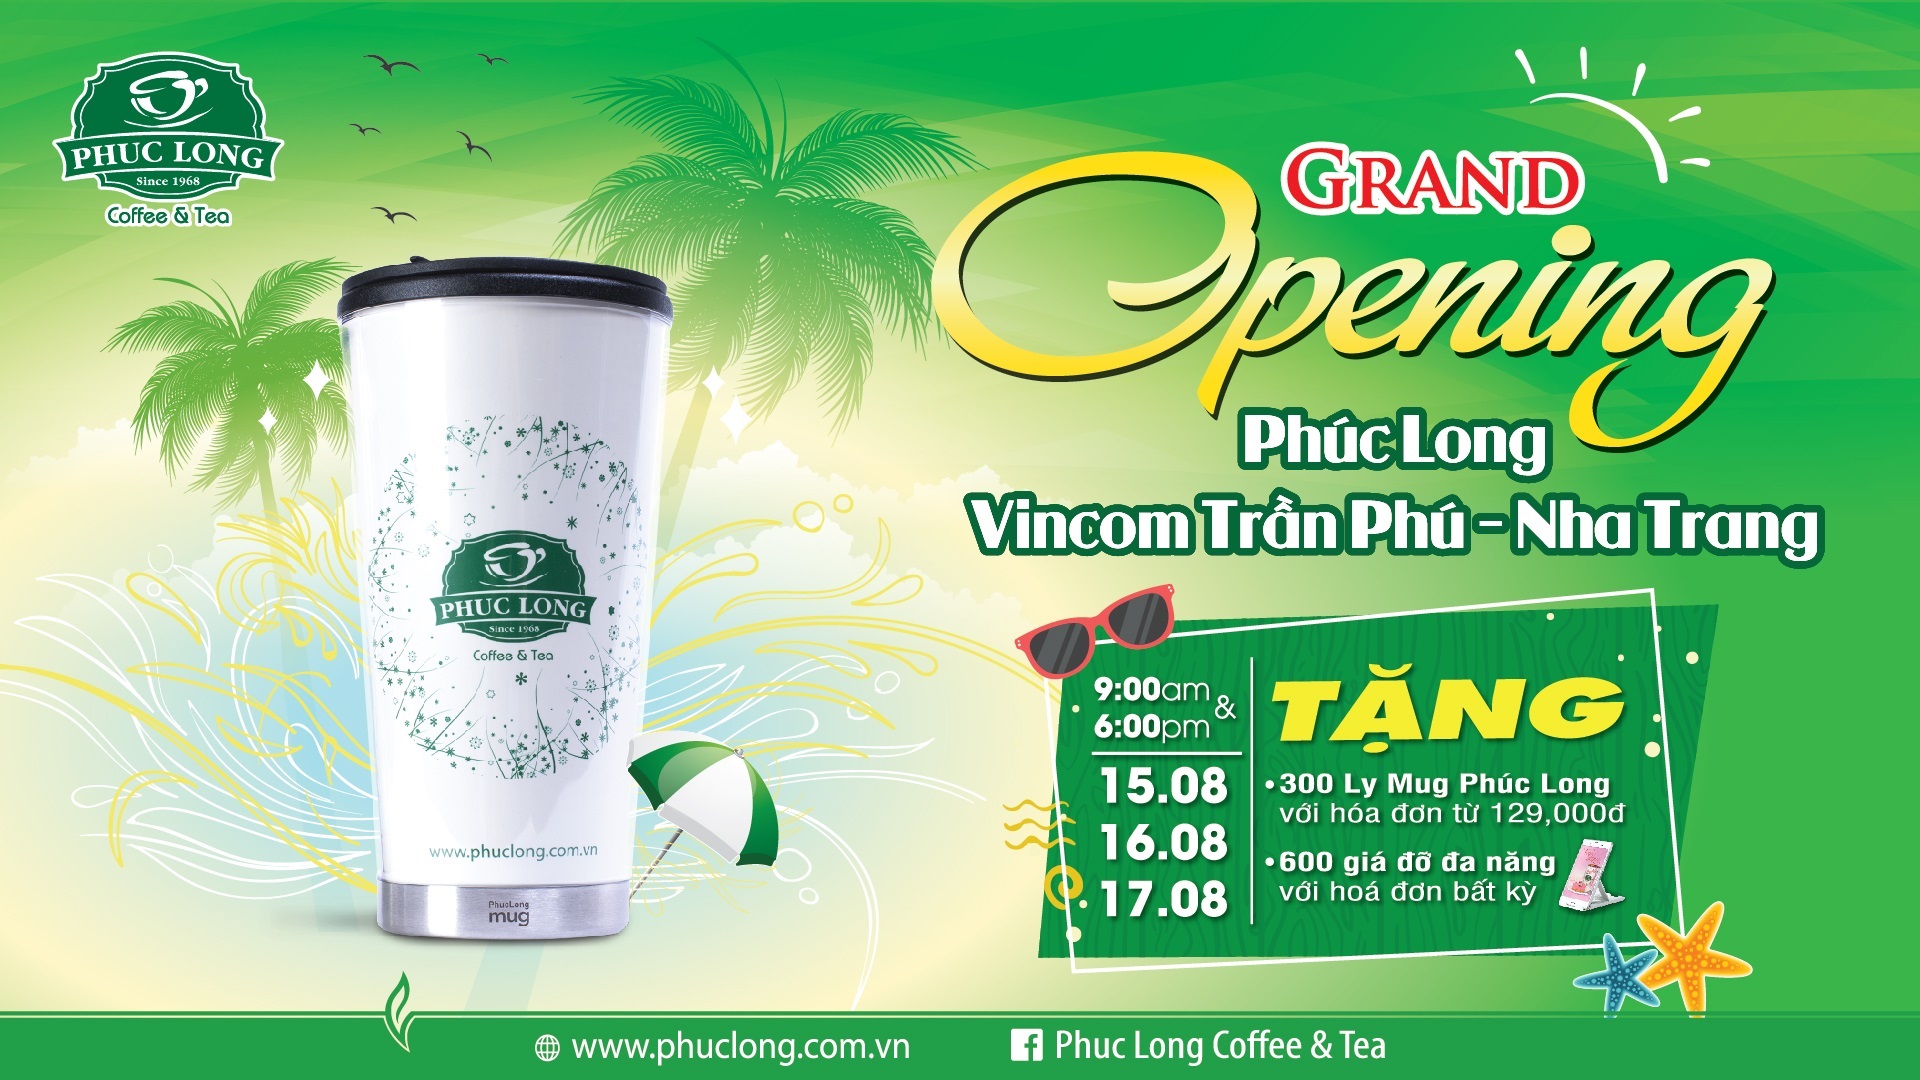 PHUC LONG
Since 1968
Coffee & Tea
GRAND
Opening
Phúc Long
Vincom Trần Phú - Nha Trang
PHUC LONG
Since 1968
Coffee & Tea
www.phuclong.com.vn
PhucLong
mug
9:00am &
6:00pm
15.08
16.08
17.08
TẶNG
• 300 Ly Mug Phúc Long
với hóa đơn từ 129,000đ
• 600 giá đỡ đa năng
với hoá đơn bất kỳ
www.phuclong.com.vn
Phuc Long Coffee & Tea